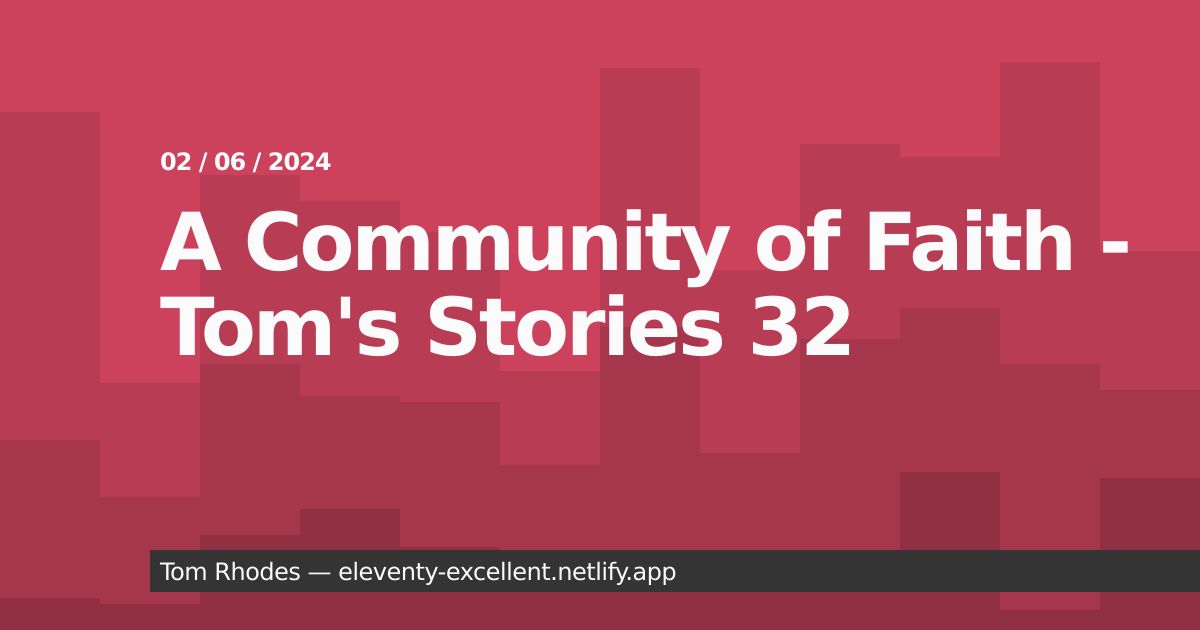 02 / 06 / 2024
A Community of Faith -
Tom's Stories 32
Tom Rhodes — eleventy-excellent.netlify.app